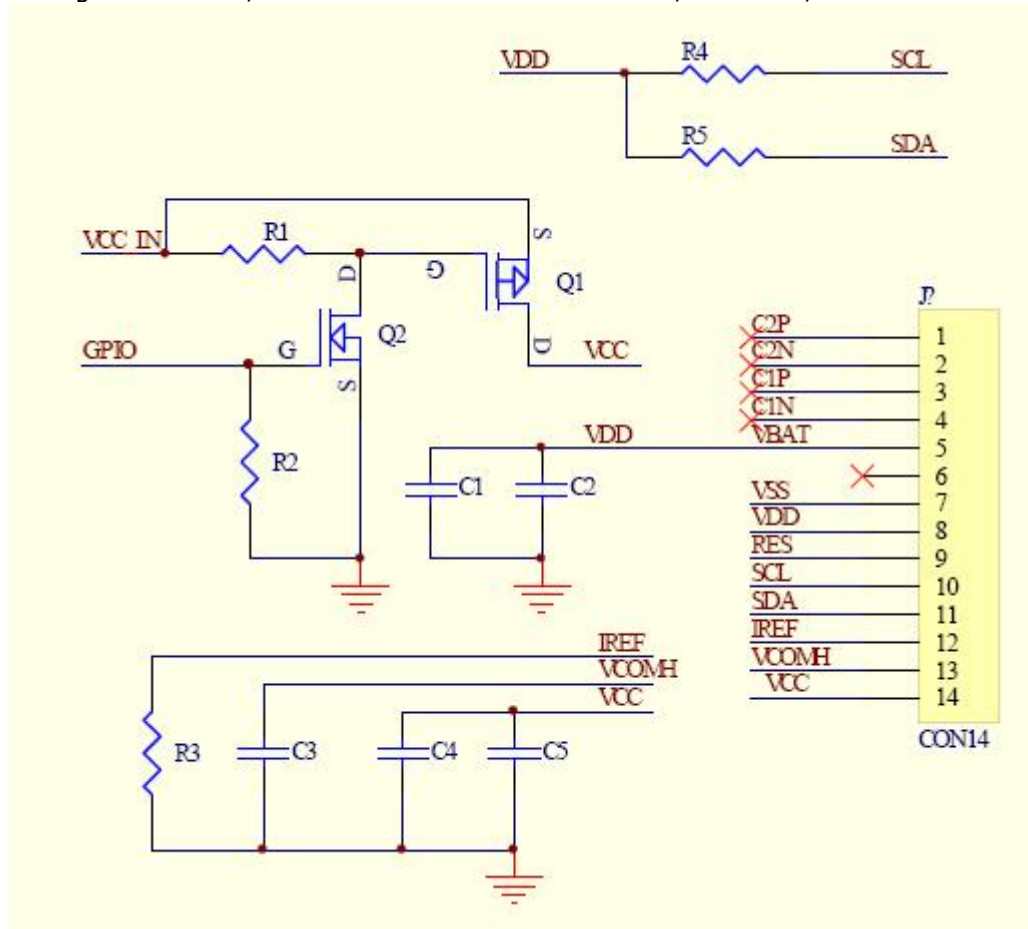 VDD R4 SCL
R5 SDA
VCC IN R1 S
D G Q1
GPIO G Q2 D VCC
S
R2
VDD
C1 C2
IREF
VCOMH
VCC
R3 C3 C4 C5
C2P 1
C2N 2
C1P 3
C1N 4
VBAT 5
6
VSS 7
VDD 8
RES 9
SCL 10
SDA 11
IREF 12
VCOMH 13
VCC 14
CON14